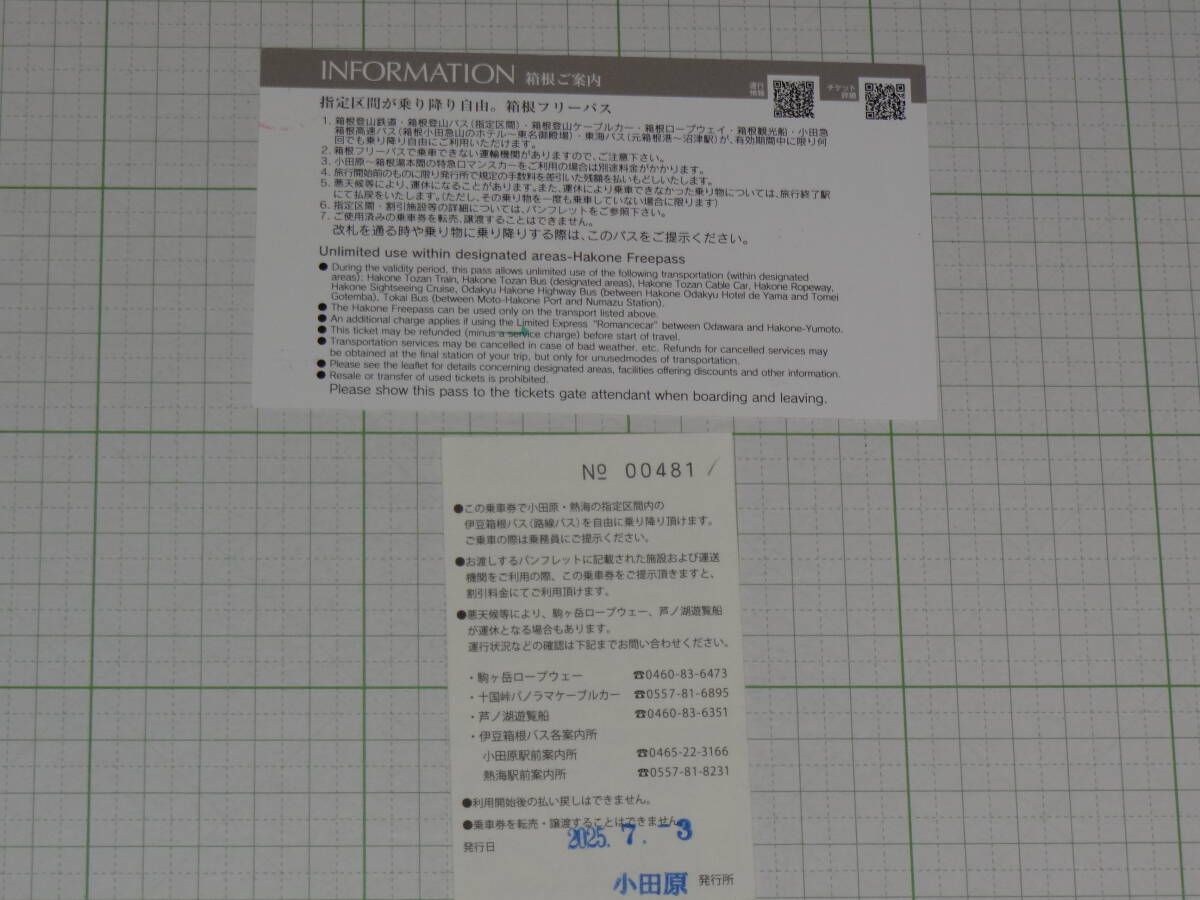 INFORMATION 箱根ご案内
運行情報
チケット詳細
指定区間が乗り降り自由。箱根フリーパス
1. 箱根登山鉄道・箱根登山バス(指定区間)・箱根登山ケーブルカー・箱根ロープウェイ・箱根観光船・小田急
箱根高速バス(箱根小田急山のホテル～東名御殿場)・東海バス(元箱根港～沼津駅)が、有効期間中に限り何
回でも乗り降り自由にご利用いただけます。
2. 箱根フリーパスで乗車できない運輸機関がありますので、ご注意下さい。
3. 小田原～箱根湯本間の特急ロマンスカーをご利用の場合は別途料金がかかります。
4. 旅行開始前のものに限り発行所で規定の手数料を差引いた残額を払いもどしいたします。
5. 悪天候等により、運休になることがあります。また、運休により乗車できなかった乗り物については、旅行終了駅
にて払戻をいたします。(ただし、その乗り物を一度も乗車していない場合に限ります)
6. 指定区間・割引施設等の詳細については、パンフレットをご参照下さい。
7. ご使用済みの乗車券を転売、譲渡することはできません。
改札を通る時や乗り物に乗り降りする際は、このパスをご提示ください。
Unlimited use within designated areas-Hakone Freepass
● During the validity period, this pass allows unlimited use of the following transportation (within designated
areas): Hakone Tozan Train, Hakone Tozan Bus (designated areas), Hakone Tozan Cable Car, Hakone Ropeway,
Hakone Sightseeing Cruise, Odakyu Hakone Highway Bus (between Hakone Odakyu Hotel de Yama and Tomei
Gotemba), Tokai Bus (between Moto-Hakone Port and Numazu Station).
● The Hakone Freepass can be used only on the transport listed above.
● An additional charge applies if using the Limited Express "Romancecar" between Odawara and Hakone-Yumoto.
● This ticket may be refunded (minus a service charge) before start of travel.
● Transportation services may be cancelled in case of bad weather. etc. Refunds for cancelled services may
be obtained at the final station of your trip, but only for unusedmodes of transportation.
● Please see the leaflet for details concerning designated areas, facilities offering discounts and other information.
● Resale or transfer of used tickets is prohibited.
Please show this pass to the tickets gate attendant when boarding and leaving.
№ 00481
●この乗車券で小田原・熱海の指定区間内の
伊豆箱根バス(路線バス)を自由に乗り降り頂けます。
ご乗車の際は乗務員にご提示ください。
●お渡しするパンフレットに記載された施設および運送
機関をご利用の際、この乗車券をご提示頂きますと、
割引料金にてご利用頂けます。
●悪天候等により、駒ヶ岳ロープウェー、芦ノ湖遊覧船
が運休となる場合もあります。
運行状況などの確認は下記までお問い合わせください。
・駒ヶ岳ロープウェー ☎0460-83-6473
・十国峠パノラマケーブルカー ☎0557-81-6895
・芦ノ湖遊覧船 ☎0460-83-6351
・伊豆箱根バス各案内所
小田原駅前案内所 ☎0465-22-3166
熱海駅前案内所 ☎0557-81-8231
●利用開始後の払い戻しはできません。
●乗車券を転売・譲渡することはできません。
発行日 2025. 7. -3
小田原 発行所